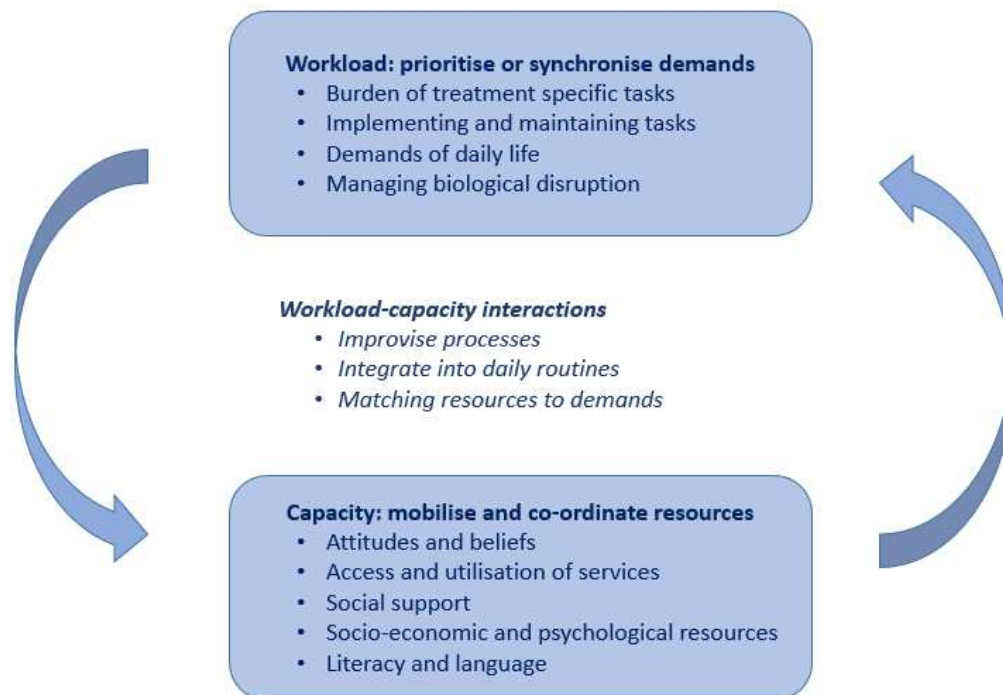 Workload: prioritise or synchronise demands
• Burden of treatment specific tasks
• Implementing and maintaining tasks
• Demands of daily life
• Managing biological disruption
Workload-capacity interactions
• Improvise processes
• Integrate into daily routines
• Matching resources to demands
Capacity: mobilise and co-ordinate resources
• Attitudes and beliefs
• Access and utilisation of services
• Social support
• Socio-economic and psychological resources
• Literacy and language